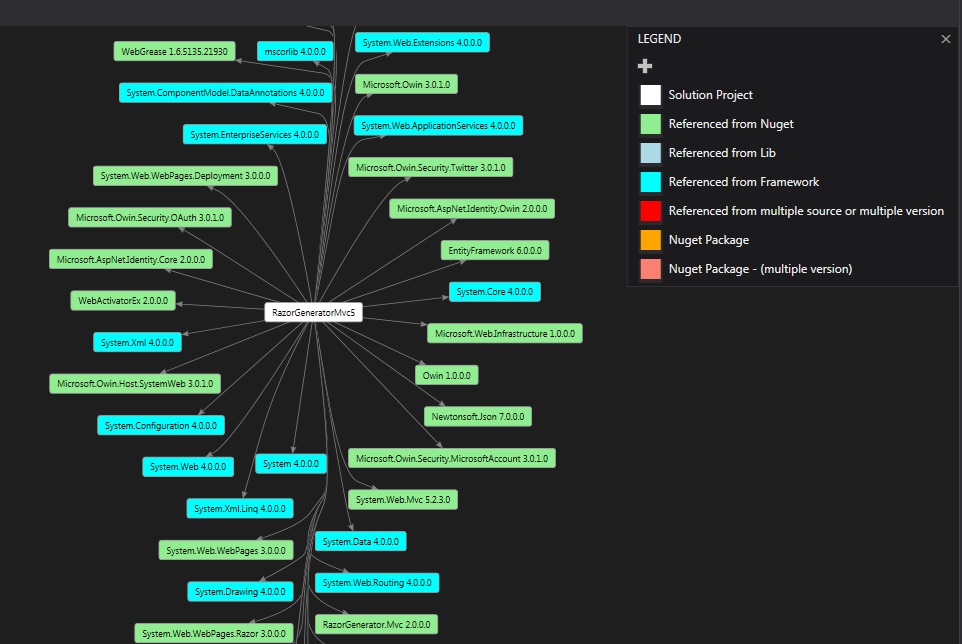 WebGrease 1.6.5135.21930
mscorlib 4.0.0.0
System.Web.Extensions 4.0.0.0
Microsoft.Owin 3.0.1.0
System.ComponentModel.DataAnnotations 4.0.0.0
System.EnterpriseServices 4.0.0.0
System.Web.ApplicationServices 4.0.0.0
System.Web.WebPages.Deployment 3.0.0.0
Microsoft.Owin.Security.Twitter 3.0.1.0
Microsoft.Owin.Security.OAuth 3.0.1.0
Microsoft.AspNet.Identity.Owin 2.0.0.0
Microsoft.AspNet.Identity.Core 2.0.0.0
EntityFramework 6.0.0.0
WebActivatorEx 2.0.0.0
System.Core 4.0.0.0
RazorGeneratorMvc5
System.Xml 4.0.0.0
Microsoft.Web.Infrastructure 1.0.0.0
Microsoft.Owin.Host.SystemWeb 3.0.1.0
Owin 1.0.0.0
System.Configuration 4.0.0.0
Newtonsoft.Json 7.0.0.0
System.Web 4.0.0.0
System 4.0.0.0
Microsoft.Owin.Security.MicrosoftAccount 3.0.1.0
System.Xml.Linq 4.0.0.0
System.Web.Mvc 5.2.3.0
System.Web.WebPages 3.0.0.0
System.Data 4.0.0.0
System.Drawing 4.0.0.0
System.Web.Routing 4.0.0.0
System.Web.WebPages.Razor 3.0.0.0
RazorGenerator.Mvc 2.0.0.0
LEGEND
Solution Project
Referenced from Nuget
Referenced from Lib
Referenced from Framework
Referenced from multiple source or multiple version
Nuget Package
Nuget Package - (multiple version)